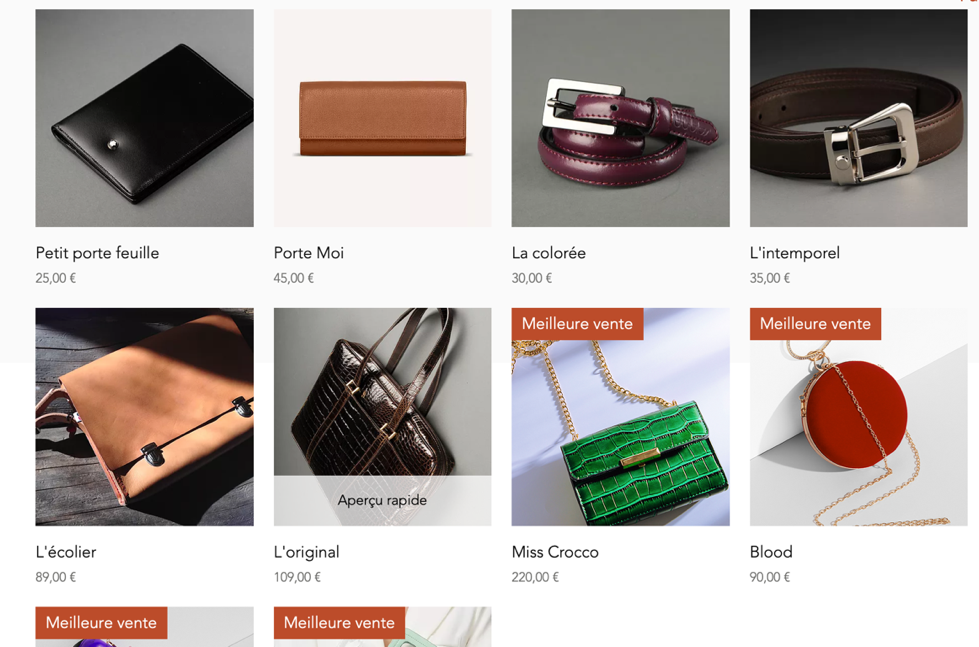 Petit porte feuille
25,00 €
Porte Moi
45,00 €
La colorée
30,00 €
L'intemporel
35,00 €
Meilleure vente
Meilleure vente
Aperçu rapide
L'écolier
89,00 €
L'original
109,00 €
Miss Crocco
220,00 €
Blood
90,00 €
Meilleure vente
Meilleure vente